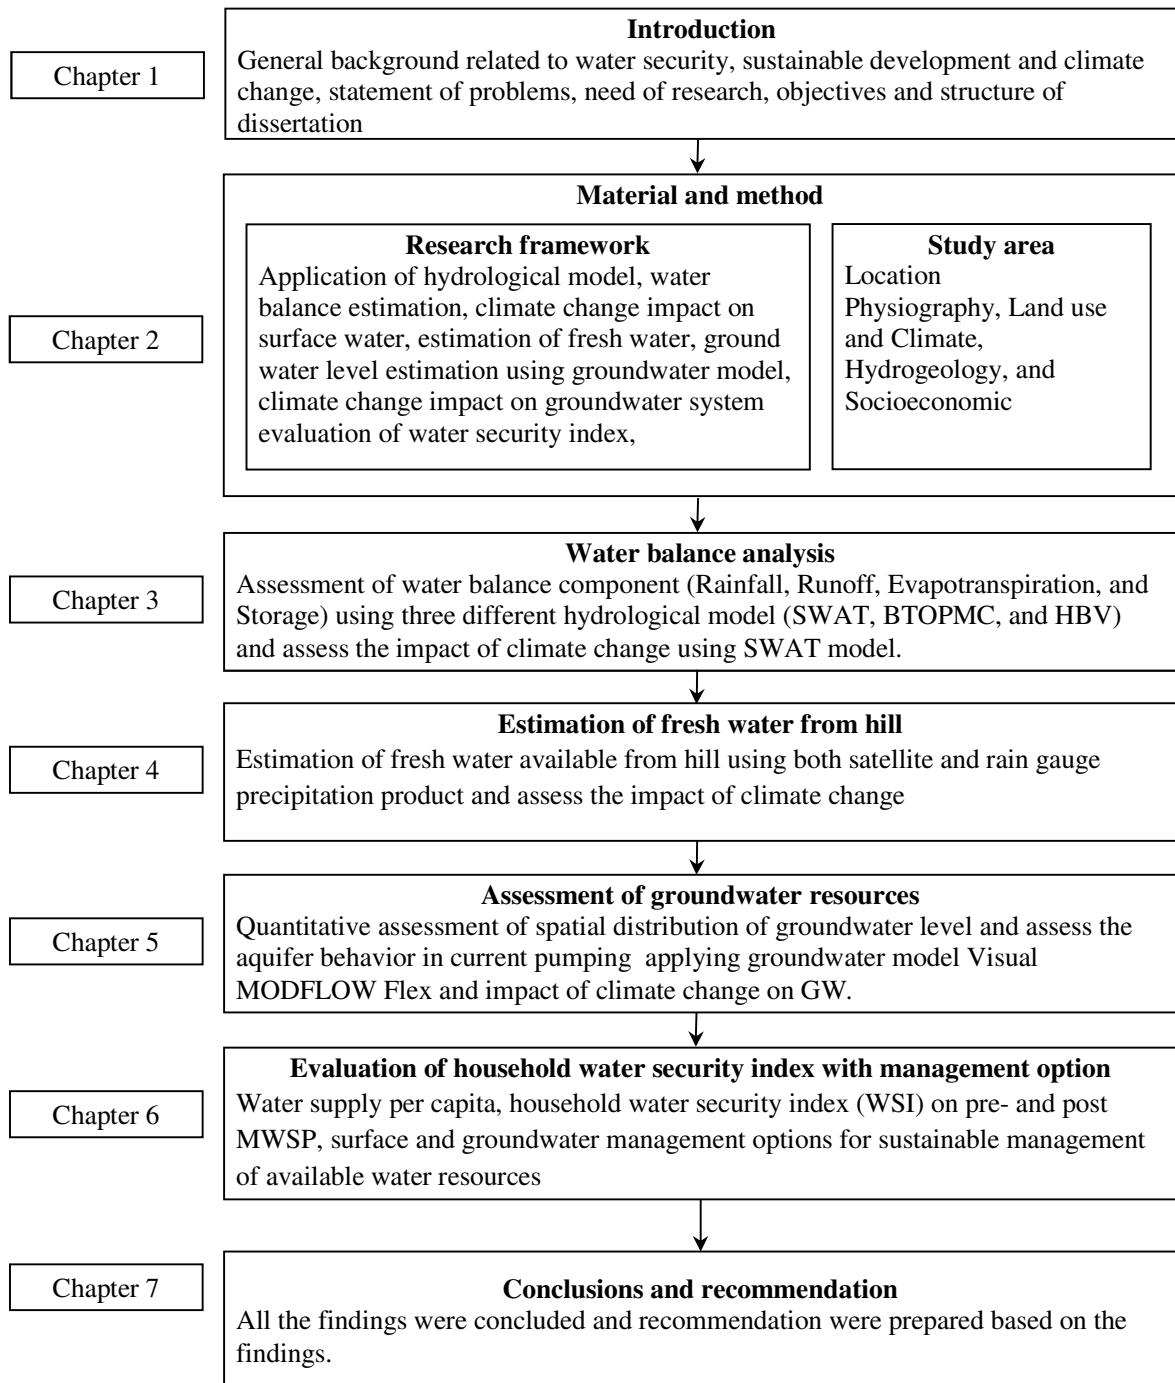 Introduction
Chapter 1
General background related to water security, sustainable development and climate
change, statement of problems, need of research, objectives and structure of
dissertation
Material and method
Research framework
Application of hydrological model, water
balance estimation, climate change impact on
surface water, estimation of fresh water, ground
water level estimation using groundwater model,
climate change impact on groundwater system
evaluation of water security index,
Study area
Location
Physiography, Land use
and Climate,
Hydrogeology, and
Socioeconomic
Chapter 2
Water balance analysis
Chapter 3
Assessment of water balance component (Rainfall, Runoff, Evapotranspiration, and
Storage) using three different hydrological model (SWAT, BTOPMC, and HBV)
and assess the impact of climate change using SWAT model.
Estimation of fresh water from hill
Chapter 4
Estimation of fresh water available from hill using both satellite and rain gauge
precipitation product and assess the impact of climate change
Assessment of groundwater resources
Chapter 5
Quantitative assessment of spatial distribution of groundwater level and assess the
aquifer behavior in current pumping applying groundwater model Visual
MODFLOW Flex and impact of climate change on GW.
Evaluation of household water security index with management option
Chapter 6
Water supply per capita, household water security index (WSI) on pre- and post
MWSP, surface and groundwater management options for sustainable management
of available water resources
Chapter 7
Conclusions and recommendation
All the findings were concluded and recommendation were prepared based on the
findings.